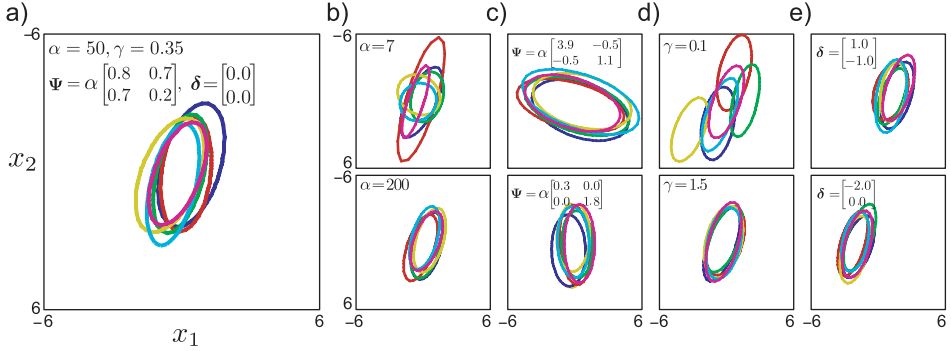 a) b) c) d) e)
-6
α = 50, γ = 0.35
Ψ = α [0.8 0.7
0.7 0.2], δ = [0.0
0.0]
x₂
6
-6 6
x₁
-6
α = 7
6
-6
α = 200
6
-6 6
Ψ = α [3.9 -0.5
-0.5 1.1]
Ψ = α [0.3 0.0
0.0 1.8]
-6 6
γ = 0.1
γ = 1.5
-6 6
δ = [1.0
-1.0]
δ = [-2.0
0.0]
-6 6